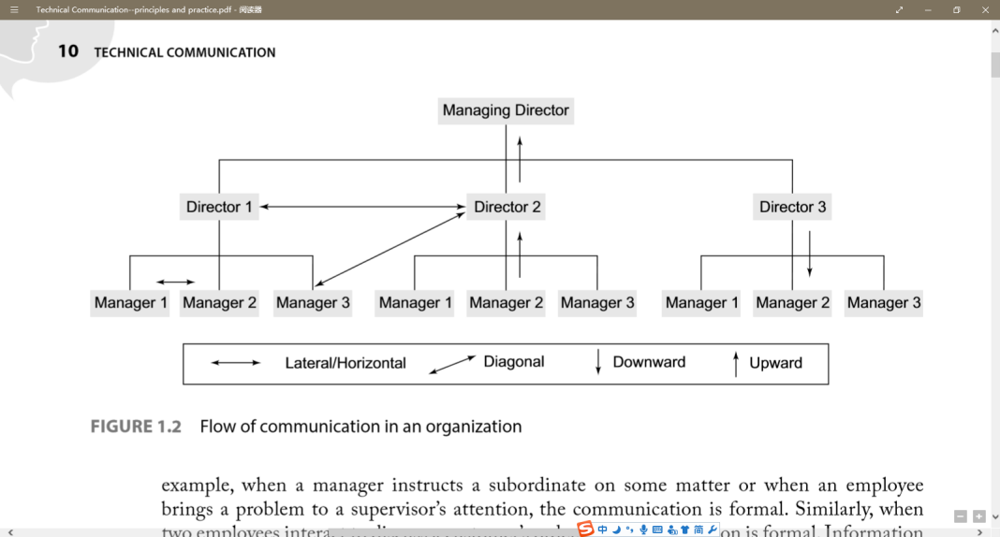 Technical Communication--principles and practice.pdf - 阅读器
10 TECHNICAL COMMUNICATION
Managing Director
Director 1 Director 2 Director 3
Manager 1 Manager 2 Manager 3 Manager 1 Manager 2 Manager 3 Manager 1 Manager 2 Manager 3
Lateral/Horizontal Diagonal Downward Upward
FIGURE 1.2 Flow of communication in an organization
example, when a manager instructs a subordinate on some matter or when an employee
brings a problem to a supervisor's attention, the communication is formal. Similarly, when
two employees on is formal. Information
中 简